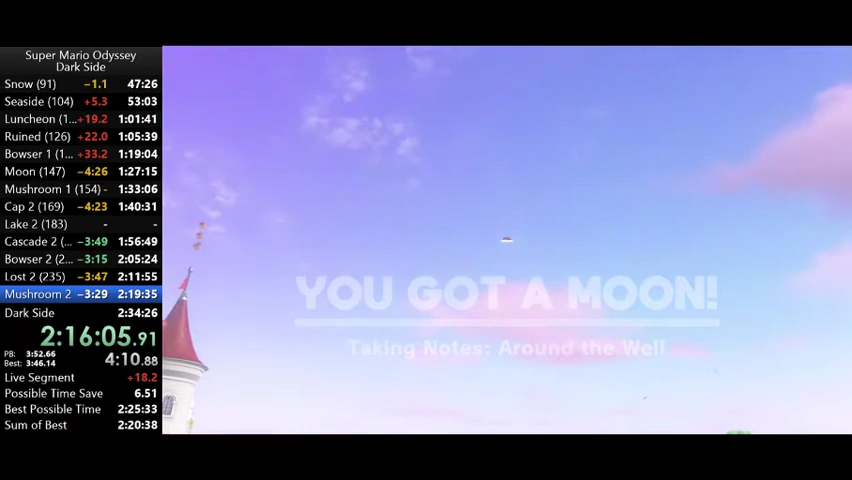 Super Mario Odyssey
Dark Side
Snow (91) −1.1 47:26
Seaside (104) +5.3 53:03
Luncheon (1... +19.2 1:01:41
Ruined (126) +22.0 1:05:39
Bowser 1 (1... +33.2 1:19:04
Moon (147) −4:26 1:27:15
Mushroom 1 (154) - 1:33:06
Cap 2 (169) −4:23 1:40:31
Lake 2 (183) - -
Cascade 2 (... −3:49 1:56:49
Bowser 2 (2... −3:15 2:05:24
Lost 2 (235) −3:47 2:11:55
Mushroom 2 −3:29 2:19:35
Dark Side 2:34:26
2:16:05.91
PB: 3:52.66
Best: 3:46.14
4:10.88
Live Segment +18.2
Possible Time Save 6.51
Best Possible Time 2:25:33
Sum of Best 2:20:38
YOU GOT A MOON!
Taking Notes: Around the Well